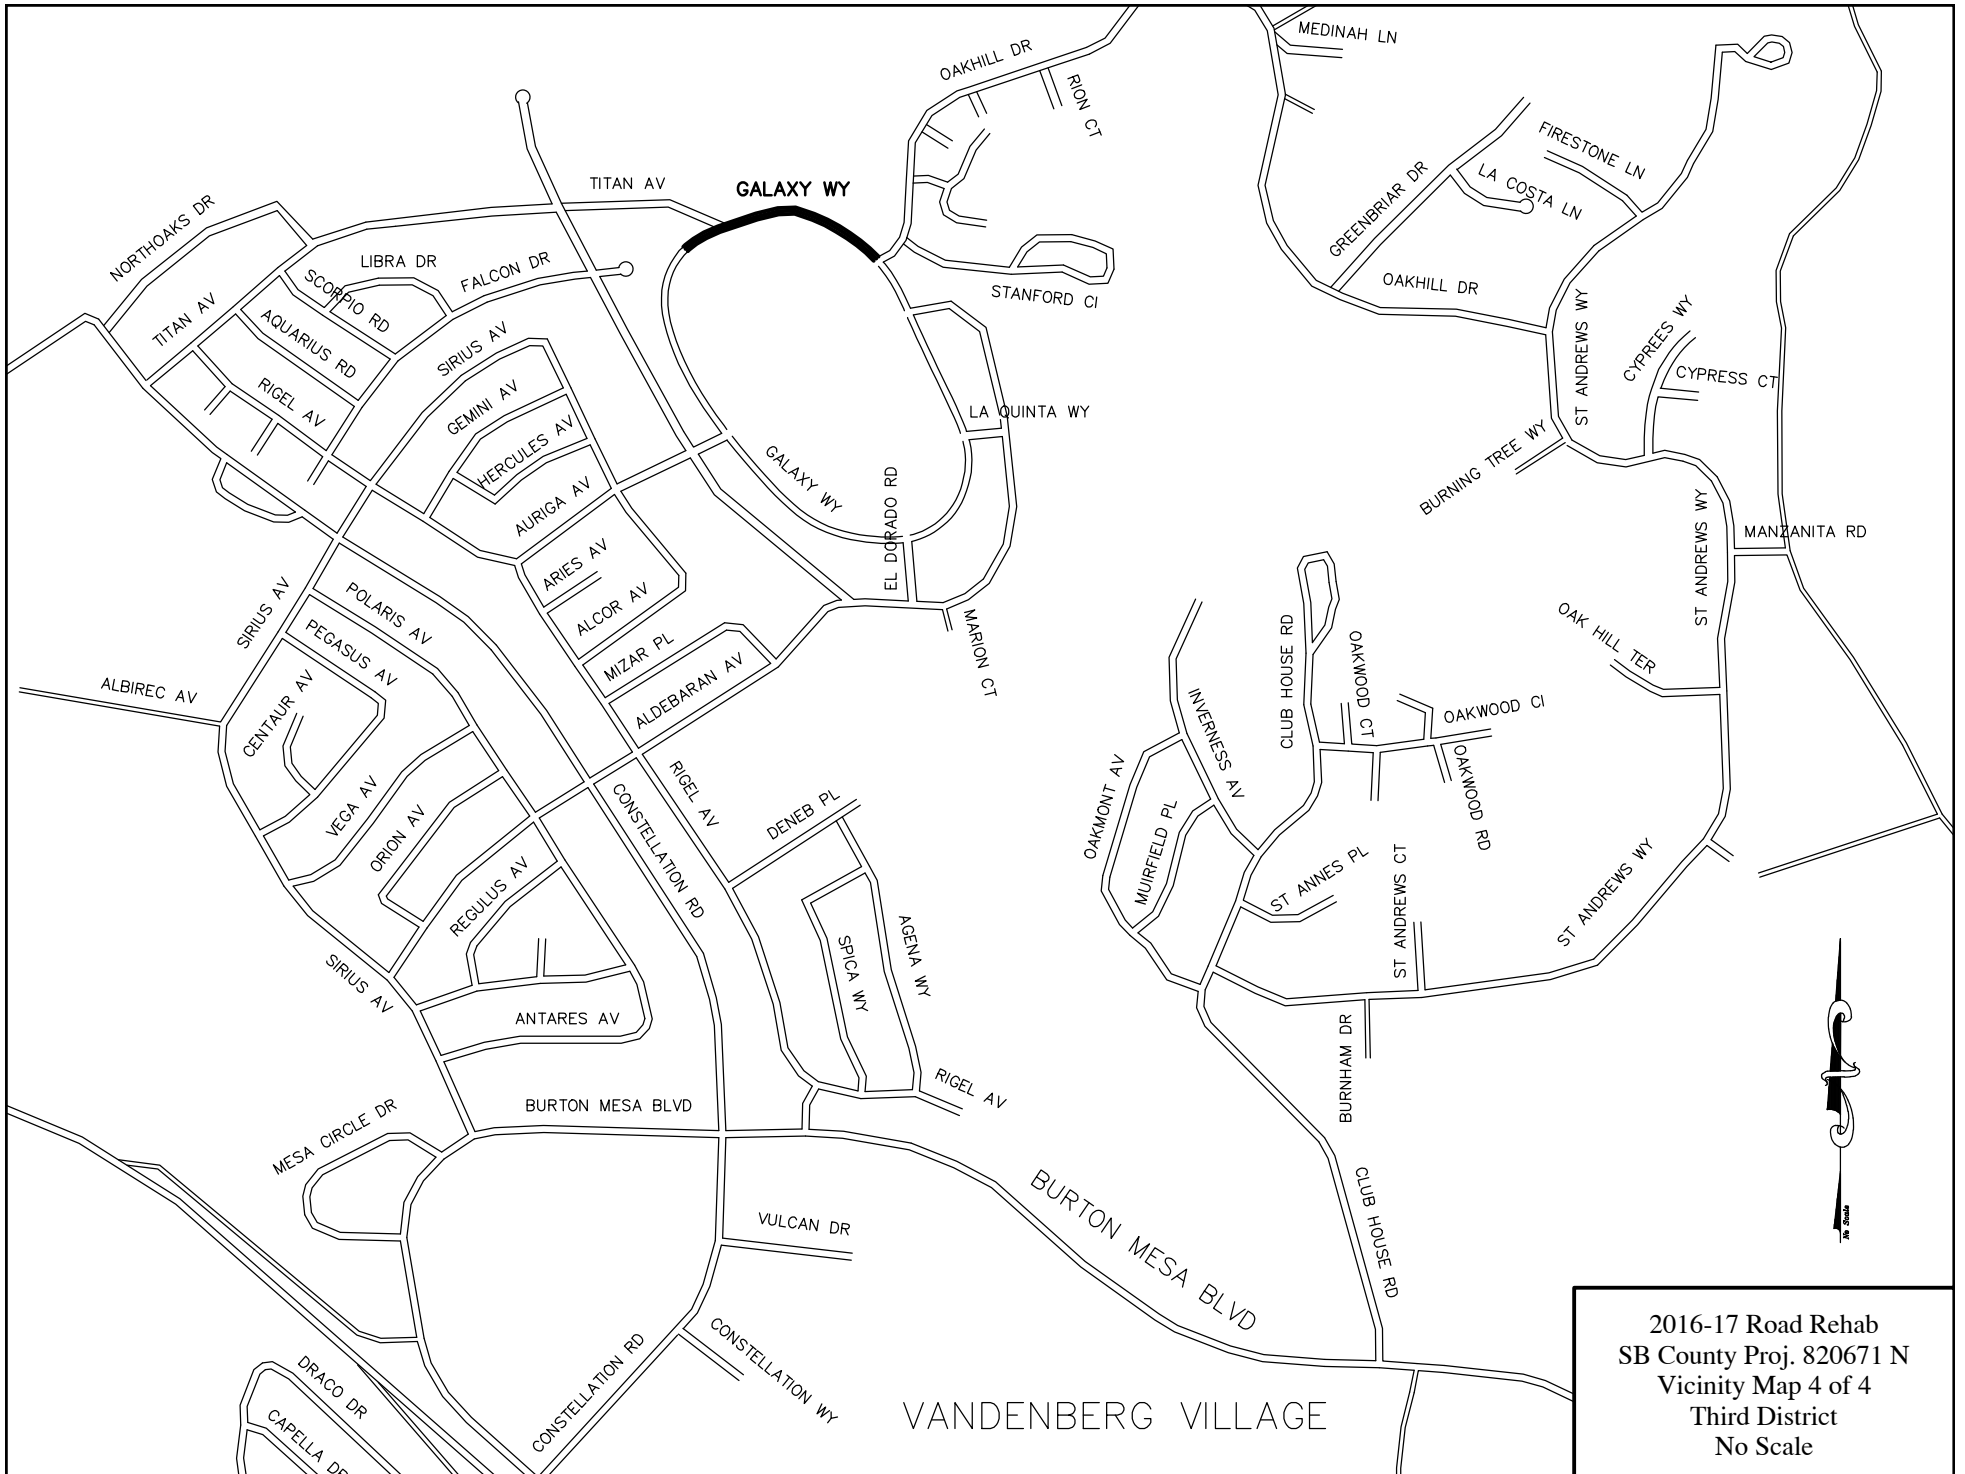 MEDINAH LN
OAKHILL DR
RION CT
FIRESTONE LN
TITAN AV
GALAXY WY
LA COSTA LN
GREENBRIAR DR
NORTHOAKS DR
LIBRA DR
FALCON DR
SCORPIO RD
STANFORD CI
OAKHILL DR
TITAN AV
AQUARIUS RD
SIRIUS AV
ST ANDREWS WY
CYPREES WY
CYPRESS CT
RIGEL AV
GEMINI AV
LA QUINTA WY
HERCULES AV
GALAXY WY
BURNING TREE WY
AURIGA AV
EL DORADO RD
ST ANDREWS WY
MANZANITA RD
ARIES AV
SIRIUS AV
POLARIS AV
ALCOR AV
PEGASUS AV
MIZAR PL
MARION CT
OAK HILL TER
CLUB HOUSE RD
OAKWOOD CT
ALBIREC AV
CENTAUR AV
ALDEBARAN AV
INVERNESS AV
OAKWOOD CI
VEGA AV
ORION AV
CONSTELLATION RD
RIGEL AV
DENEB PL
OAKMONT AV
MUIRFIELD PL
OAKWOOD RD
REGULUS AV
ST ANNES PL
ST ANDREWS CT
ST ANDREWS WY
SIRIUS AV
SPICA WY
AGENA WY
ANTARES AV
BURNHAM DR
RIGEL AV
BURTON MESA BLVD
MESA CIRCLE DR
VULCAN DR
BURTON MESA BLVD
CLUB HOUSE RD
No Scale
DRACO DR
CAPELLA DR
CONSTELLATION RD
CONSTELLATION WY
VANDENBERG VILLAGE
2016-17 Road Rehab
SB County Proj. 820671 N
Vicinity Map 4 of 4
Third District
No Scale